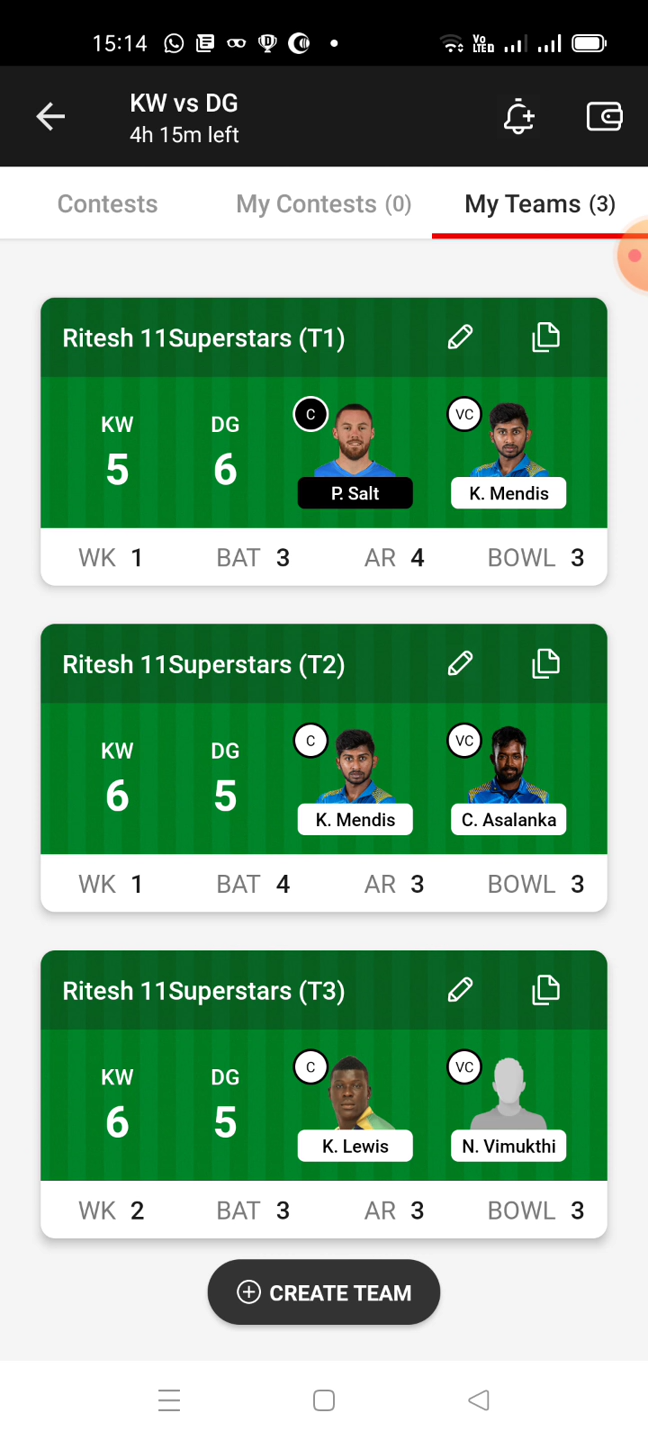 15:14
Vo LTED
KW vs DG
4h 15m left
Contests My Contests (0) My Teams (3)
Ritesh 11Superstars (T1)
KW DG C VC
5 6
P. Salt K. Mendis
WK 1 BAT 3 AR 4 BOWL 3
Ritesh 11Superstars (T2)
KW DG C VC
6 5
K. Mendis C. Asalanka
WK 1 BAT 4 AR 3 BOWL 3
Ritesh 11Superstars (T3)
KW DG C VC
6 5
K. Lewis N. Vimukthi
WK 2 BAT 3 AR 3 BOWL 3
CREATE TEAM